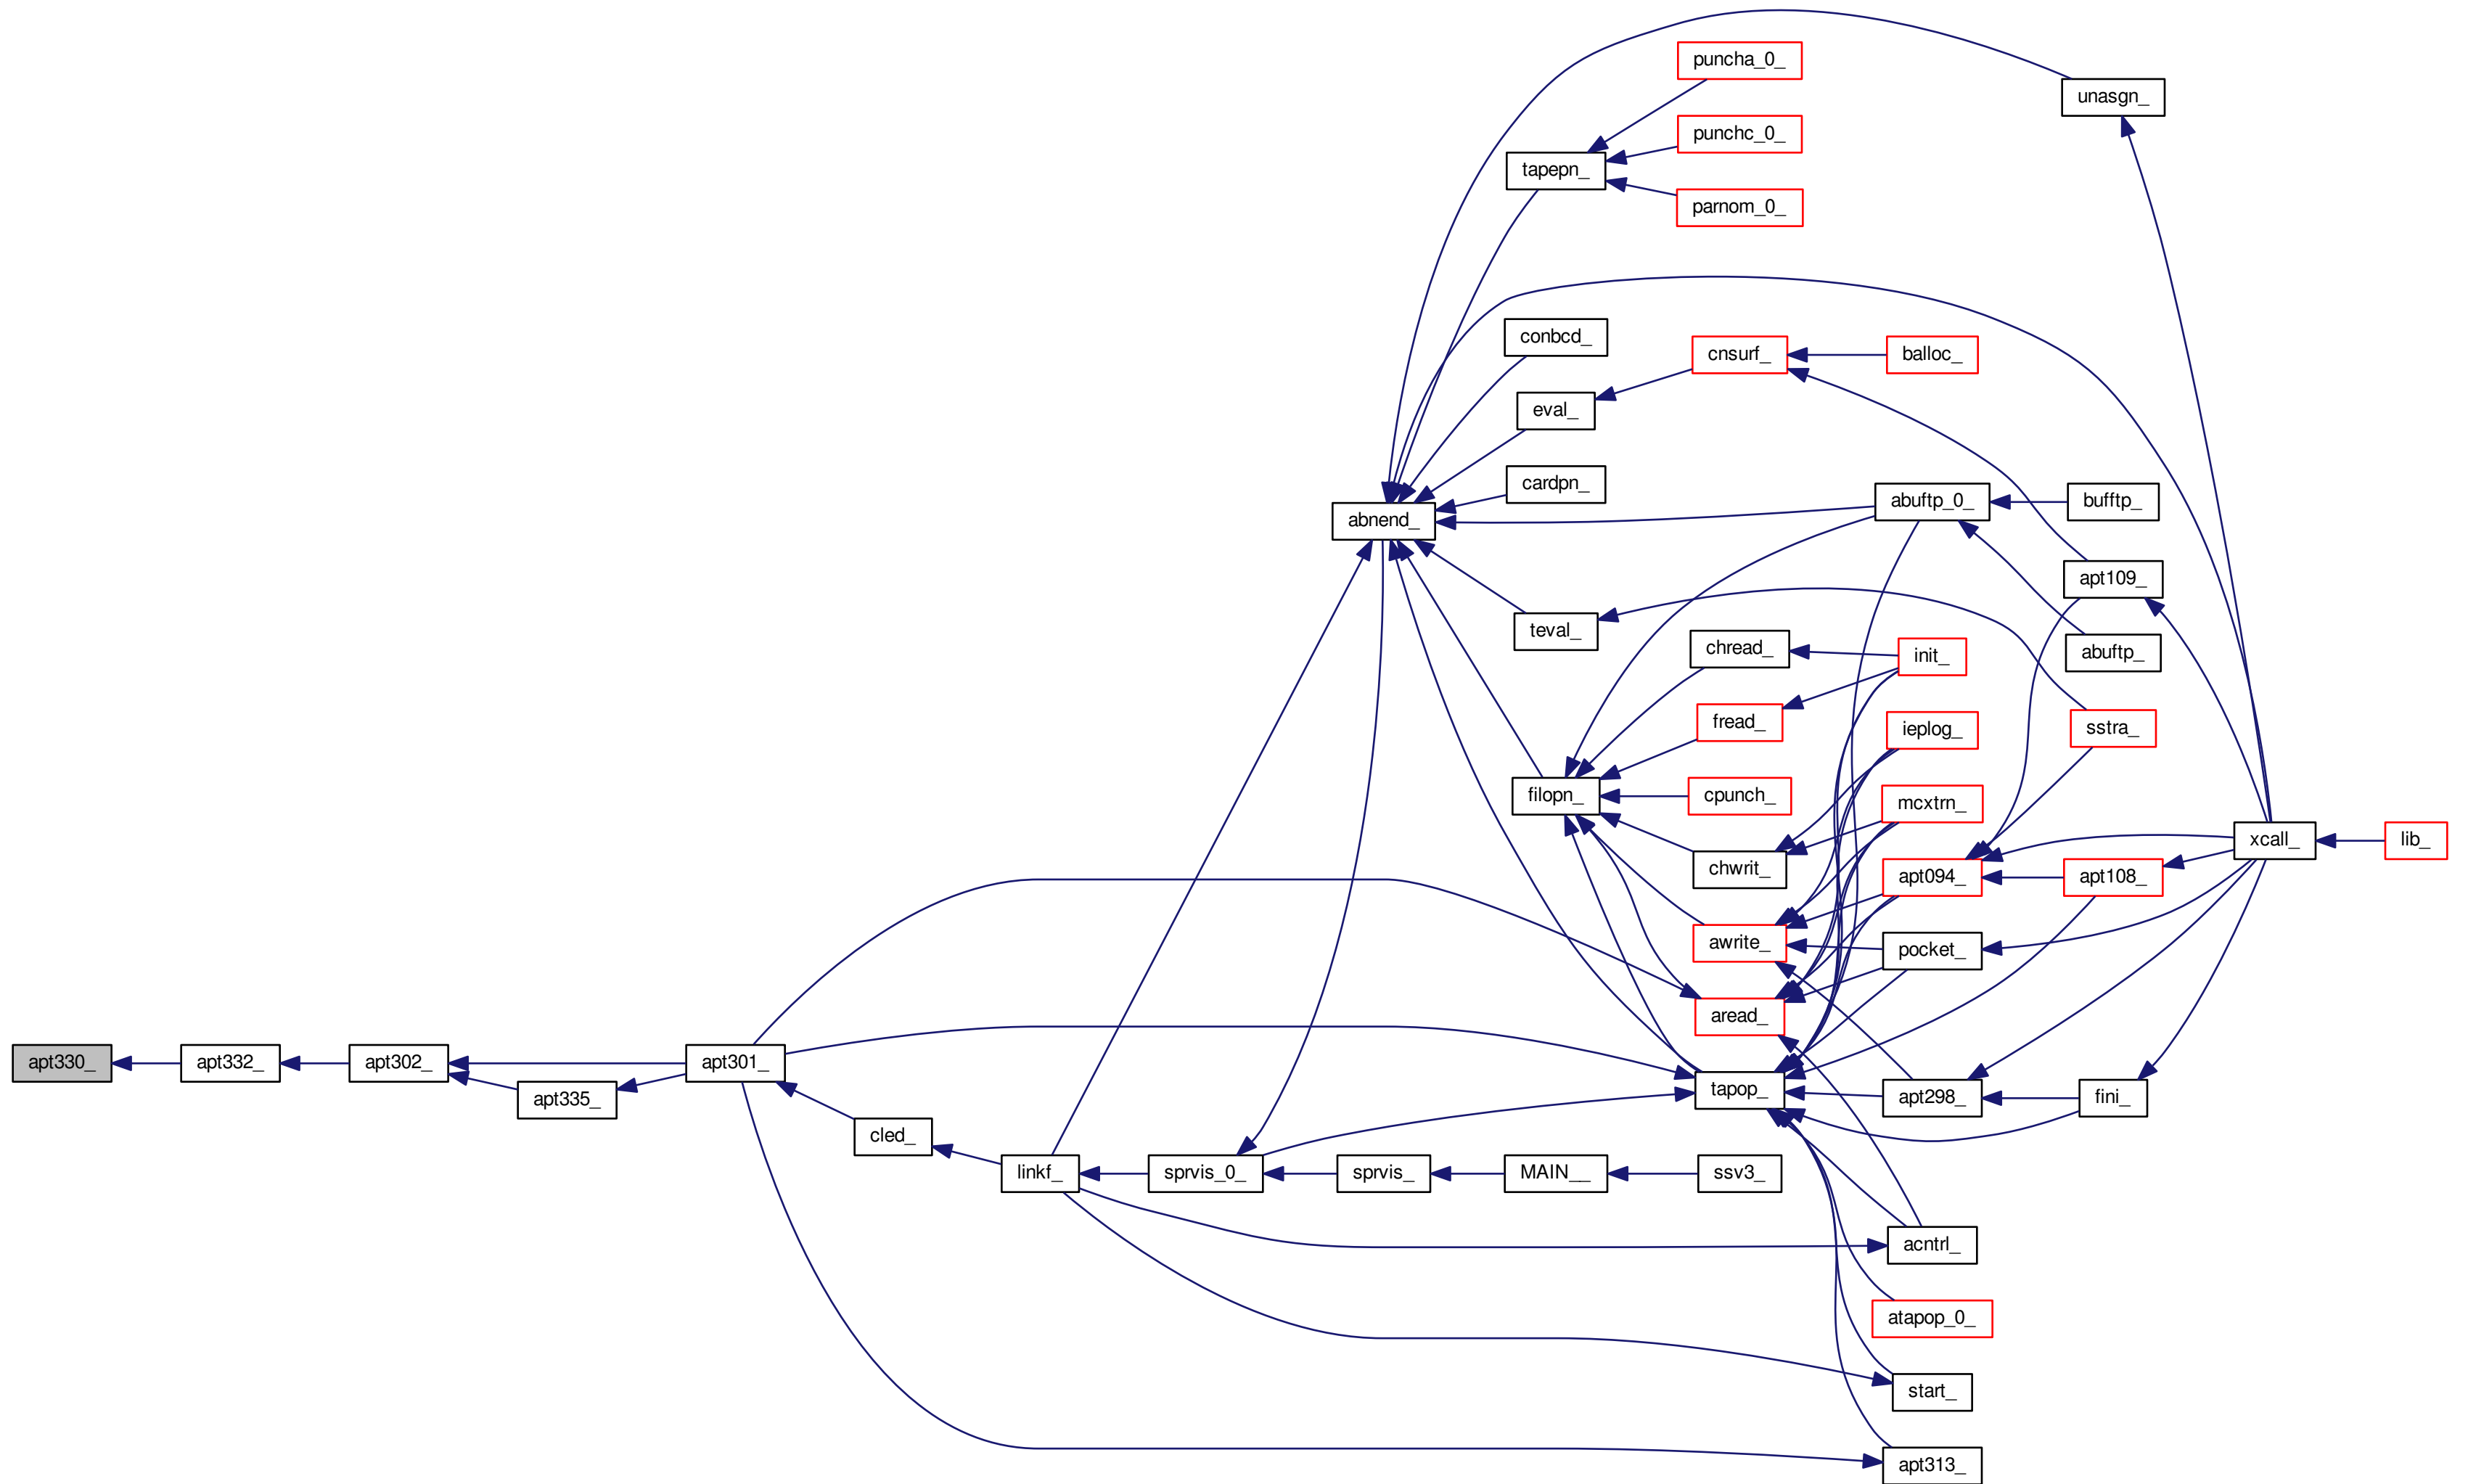 puncha_0_
unasgn_
punchc_0_
tapepn_
parnom_0_
conbcd_
cnsurf_
balloc_
eval_
cardpn_
abuftp_0_
bufftp_
abnend_
apt109_
teval_
chread_
init_
abuftp_
fread_
ieplog_
sstra_
filopn_
cpunch_
mcxtrn_
xcall_
lib_
chwrit_
apt094_
apt108_
awrite_
pocket_
aread_
apt330_
apt332_
apt302_
apt301_
apt335_
tapop_
apt298_
fini_
cled_
linkf_
sprvis_0_
sprvis_
MAIN__
ssv3_
acntrl_
atapop_0_
start_
apt313_